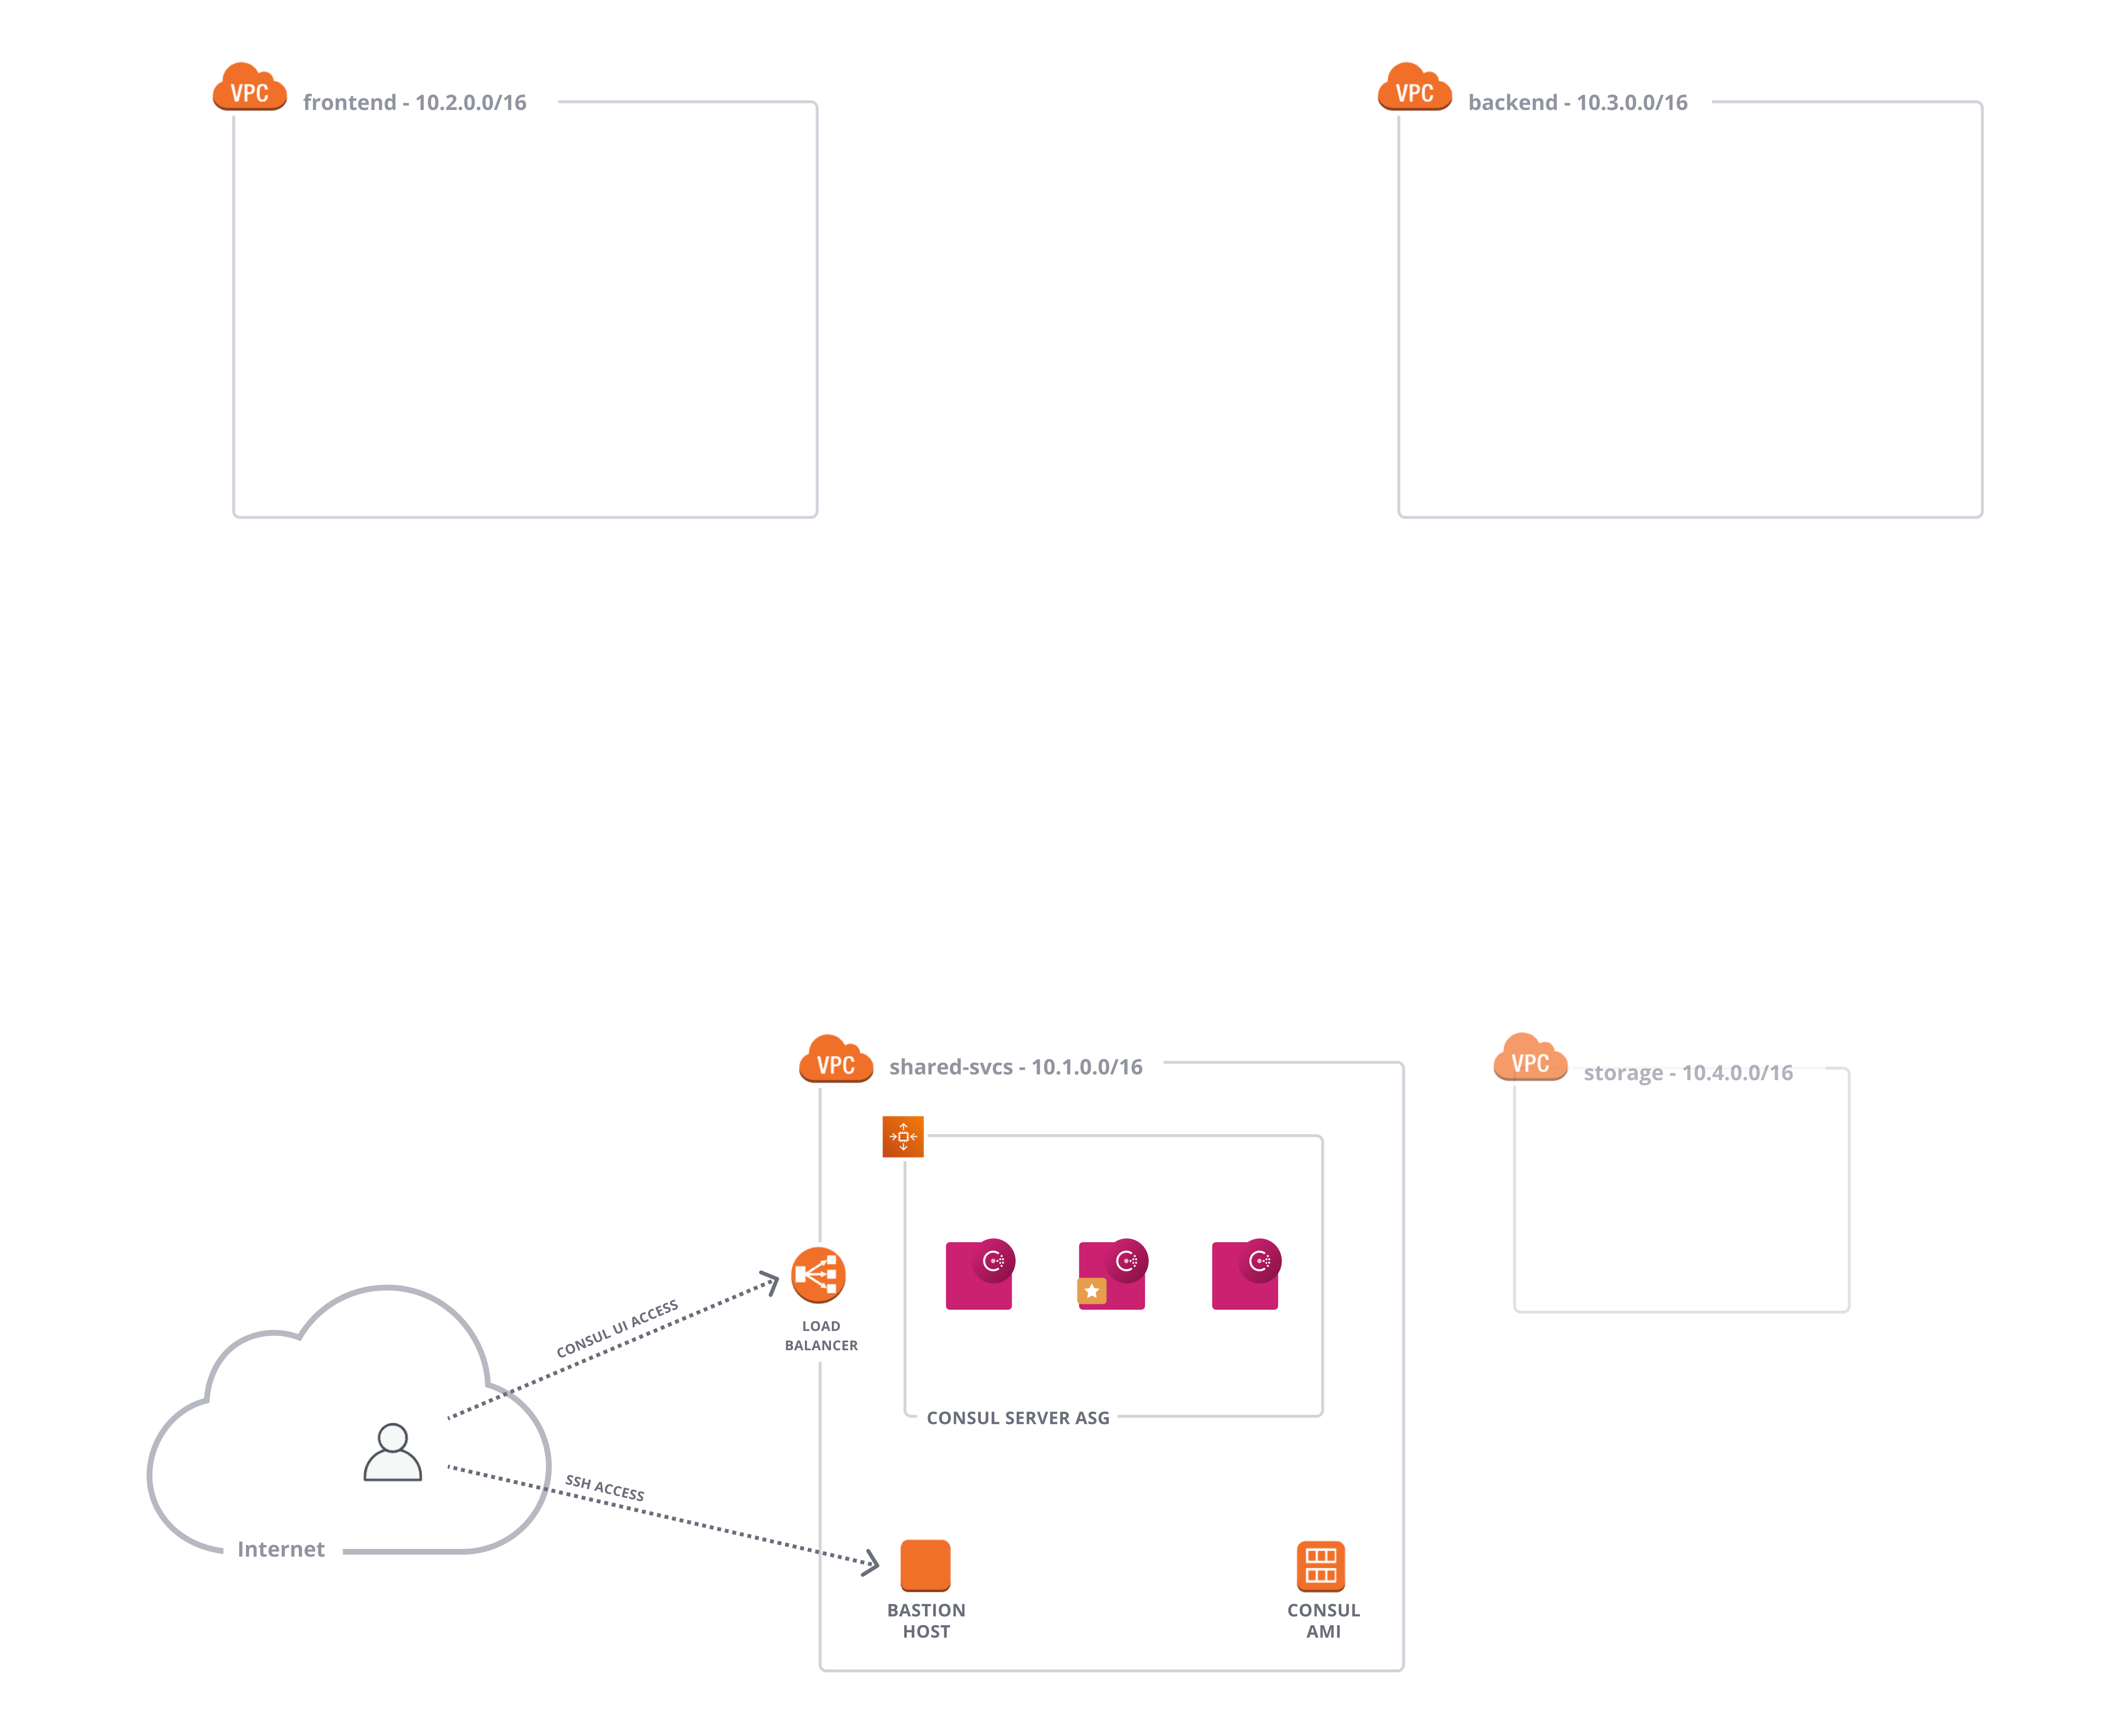 VPC
frontend - 10.2.0.0/16
VPC
backend - 10.3.0.0/16
VPC
shared-svcs - 10.1.0.0/16
VPC
storage - 10.4.0.0/16
CONSUL UI ACCESS
LOAD
BALANCER
CONSUL SERVER ASG
SSH ACCESS
Internet
BASTION
HOST
CONSUL
AMI